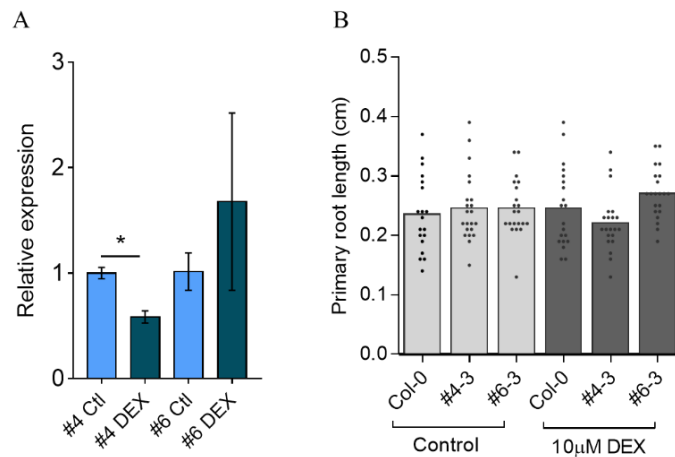 A
Relative expression
3
2
1
0
*
#4 Ctl
#4 DEX
#6 Ctl
#6 DEX
B
Primary root length (cm)
0.5
0.4
0.3
0.2
0.1
0.0
Col-0
#4-3
#6-3
Col-0
#4-3
#6-3
Control
10μM DEX